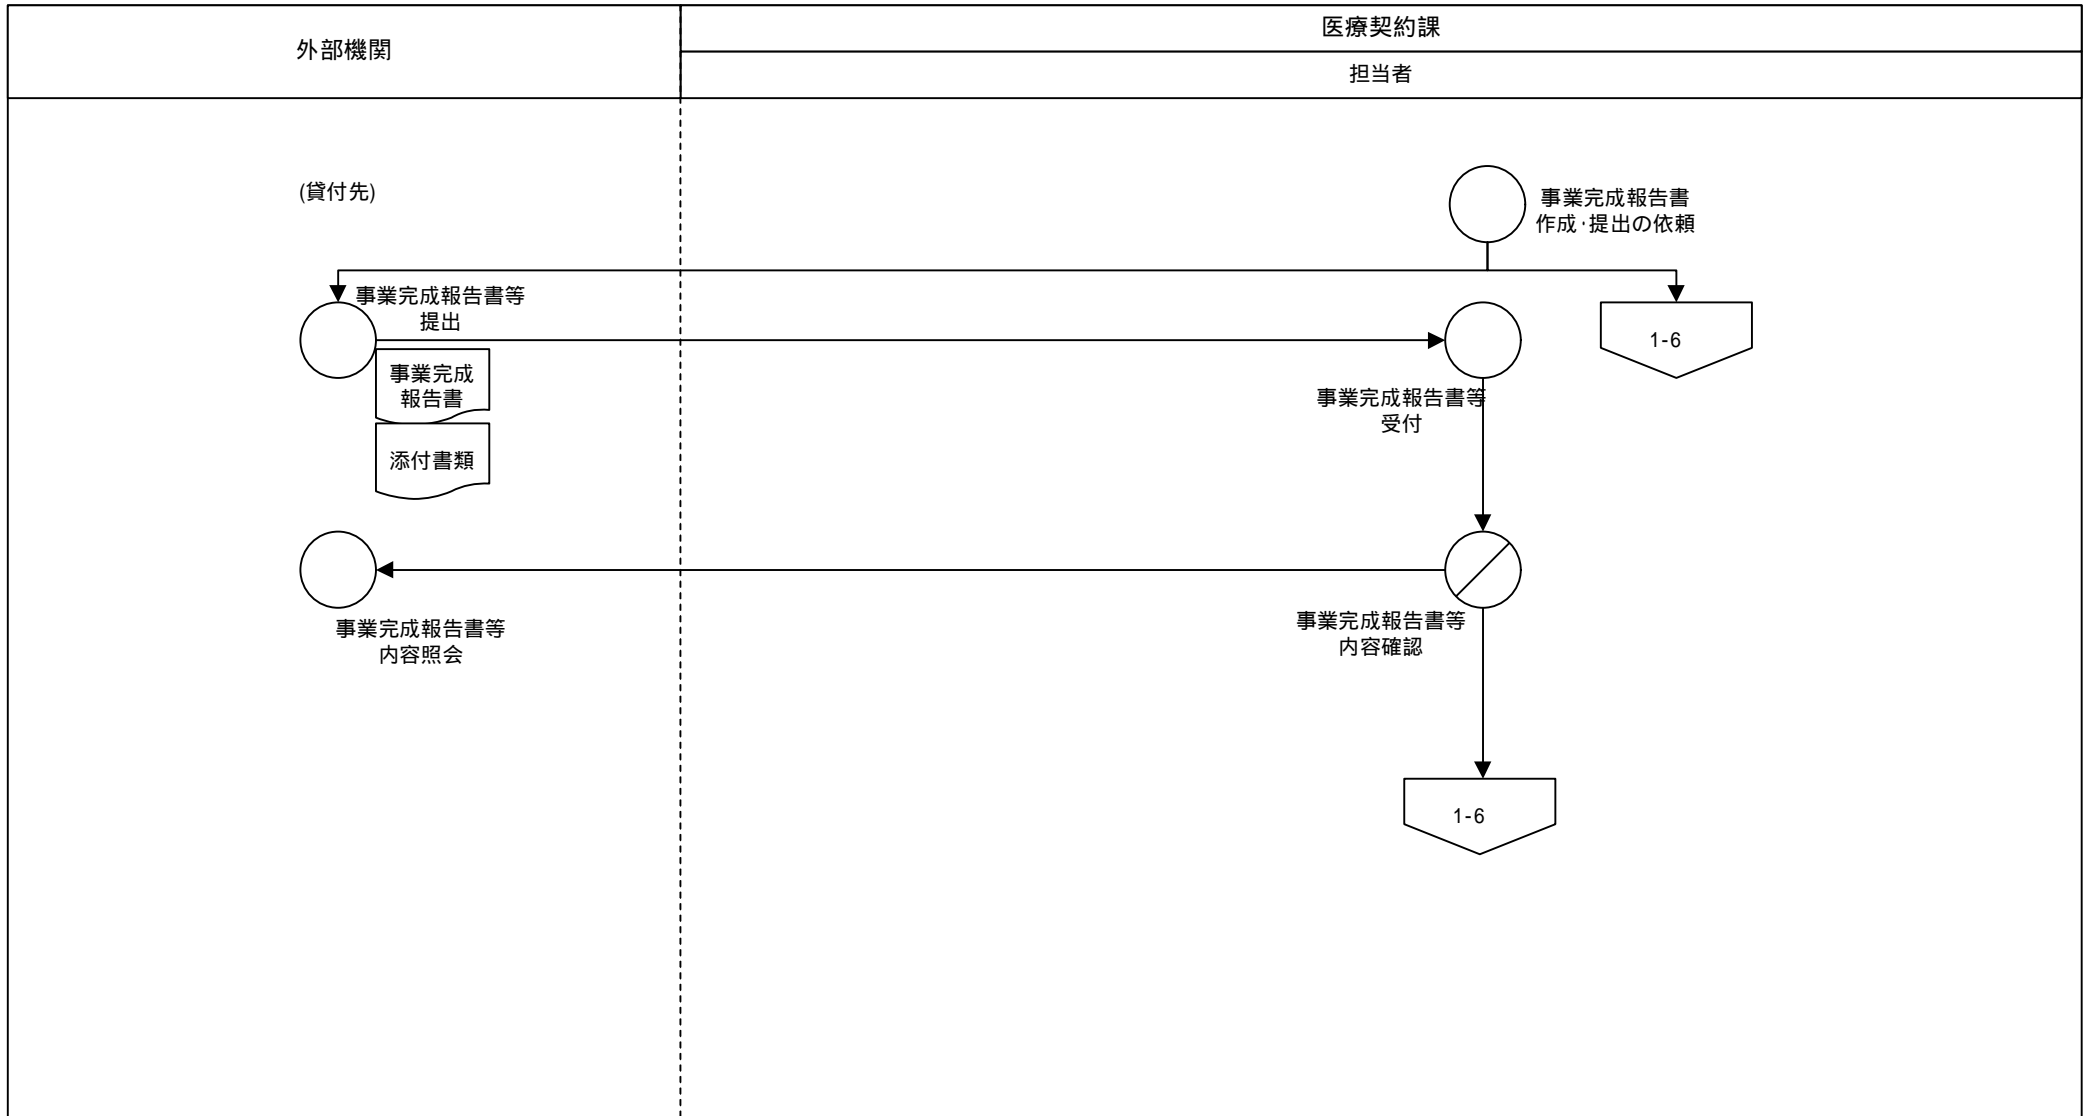 外部機関
医療契約課
担当者
(貸付先)
事業完成報告書
作成･提出の依頼
事業完成報告書等
提出
1-6
事業完成
報告書
事業完成報告書等
受付
添付書類
事業完成報告書等
内容照会
事業完成報告書等
内容確認
1-6